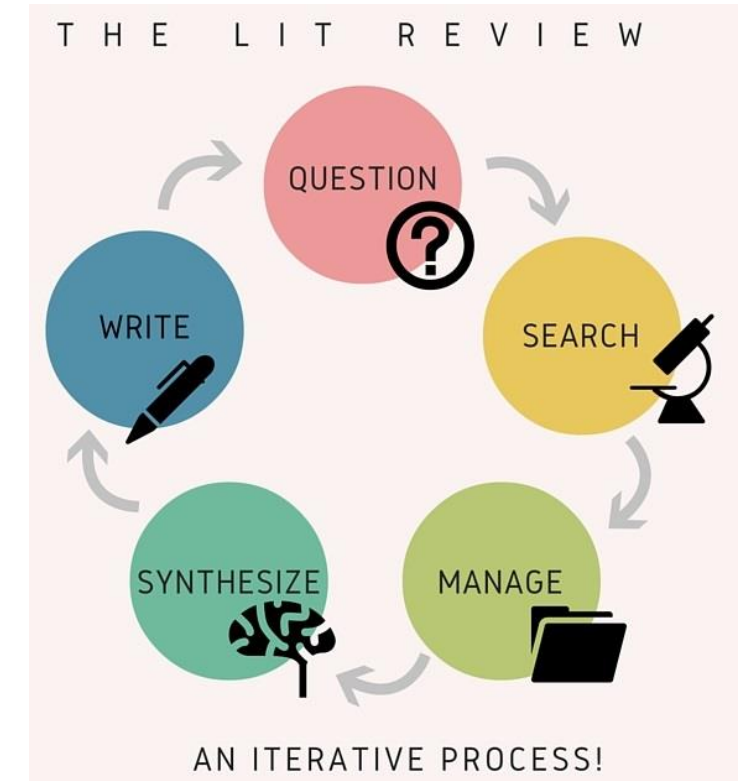 THE LIT REVIEW
QUESTION
?
SEARCH
MANAGE
SYNTHESIZE
WRITE
AN ITERATIVE PROCESS!